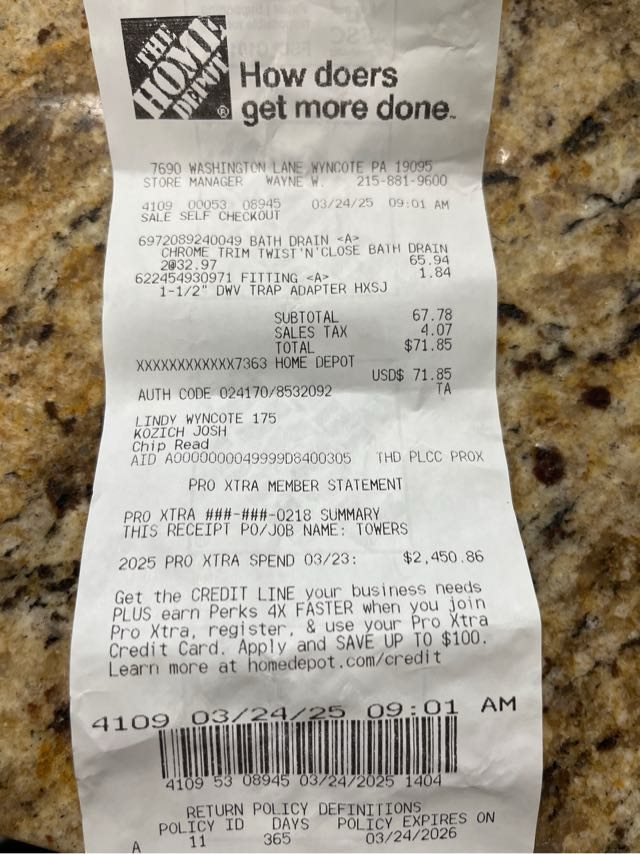 THE
HOME
DEPOT
®
How doers
get more done™
7690 WASHINGTON LANE WYNCOTE PA 19095
STORE MANAGER WAYNE W. 215-881-9600
4109 00053 08945 03/24/25 09:01 AM
SALE SELF CHECKOUT
6972089240049 BATH DRAIN <A>
CHROME TRIM TWIST'N'CLOSE BATH DRAIN
2@32.97 65.94
622454930971 FITTING <A> 1.84
1-1/2" DWV TRAP ADAPTER HXSJ
SUBTOTAL 67.78
SALES TAX 4.07
TOTAL $71.85
XXXXXXXXXXXX7363 HOME DEPOT
USD$ 71.85
AUTH CODE 024170/8532092 TA
LINDY WYNCOTE 175
KOZICH JOSH
Chip Read
AID A0000000049999D8400305 THD PLCC PROX
PRO XTRA MEMBER STATEMENT
PRO XTRA ###-###-0218 SUMMARY
THIS RECEIPT PO/JOB NAME: TOWERS
2025 PRO XTRA SPEND 03/23: $2,450.86
Get the CREDIT LINE your business needs
PLUS earn Perks 4X FASTER when you join
Pro Xtra, register, & use your Pro Xtra
Credit Card. Apply and SAVE UP TO $100.
Learn more at homedepot.com/credit
4109 03/24/25 09:01 AM
4109 53 08945 03/24/2025 1404
RETURN POLICY DEFINITIONS
POLICY ID DAYS POLICY EXPIRES ON
A 11 365 03/24/2026